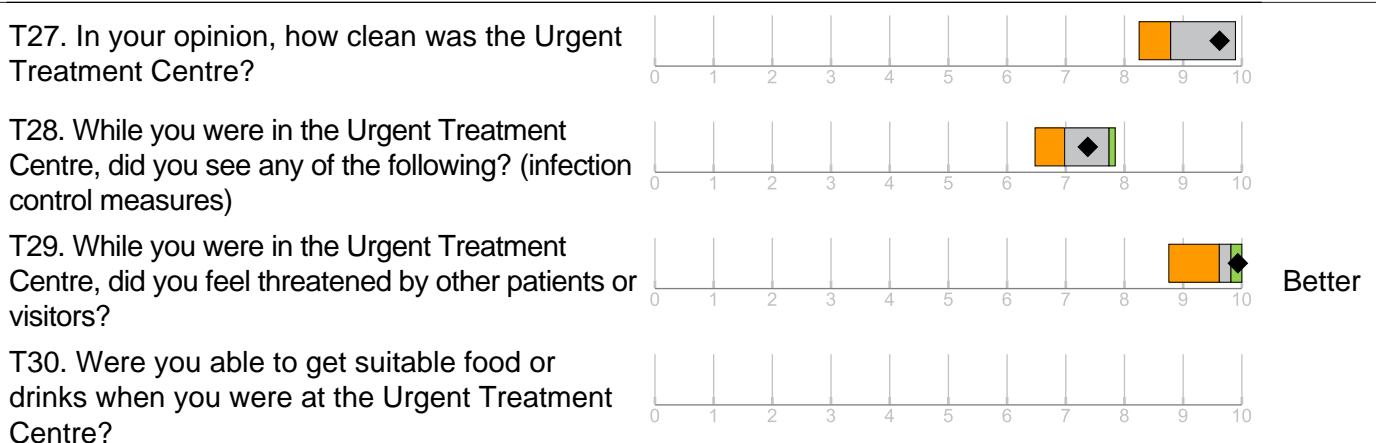 T27. In your opinion, how clean was the Urgent
Treatment Centre?
0 1 2 3 4 5 6 7 8 9 10
T28. While you were in the Urgent Treatment
Centre, did you see any of the following? (infection
control measures)
0 1 2 3 4 5 6 7 8 9 10
T29. While you were in the Urgent Treatment
Centre, did you feel threatened by other patients or
visitors?
0 1 2 3 4 5 6 7 8 9 10
Better
T30. Were you able to get suitable food or
drinks when you were at the Urgent Treatment
Centre?
0 1 2 3 4 5 6 7 8 9 10